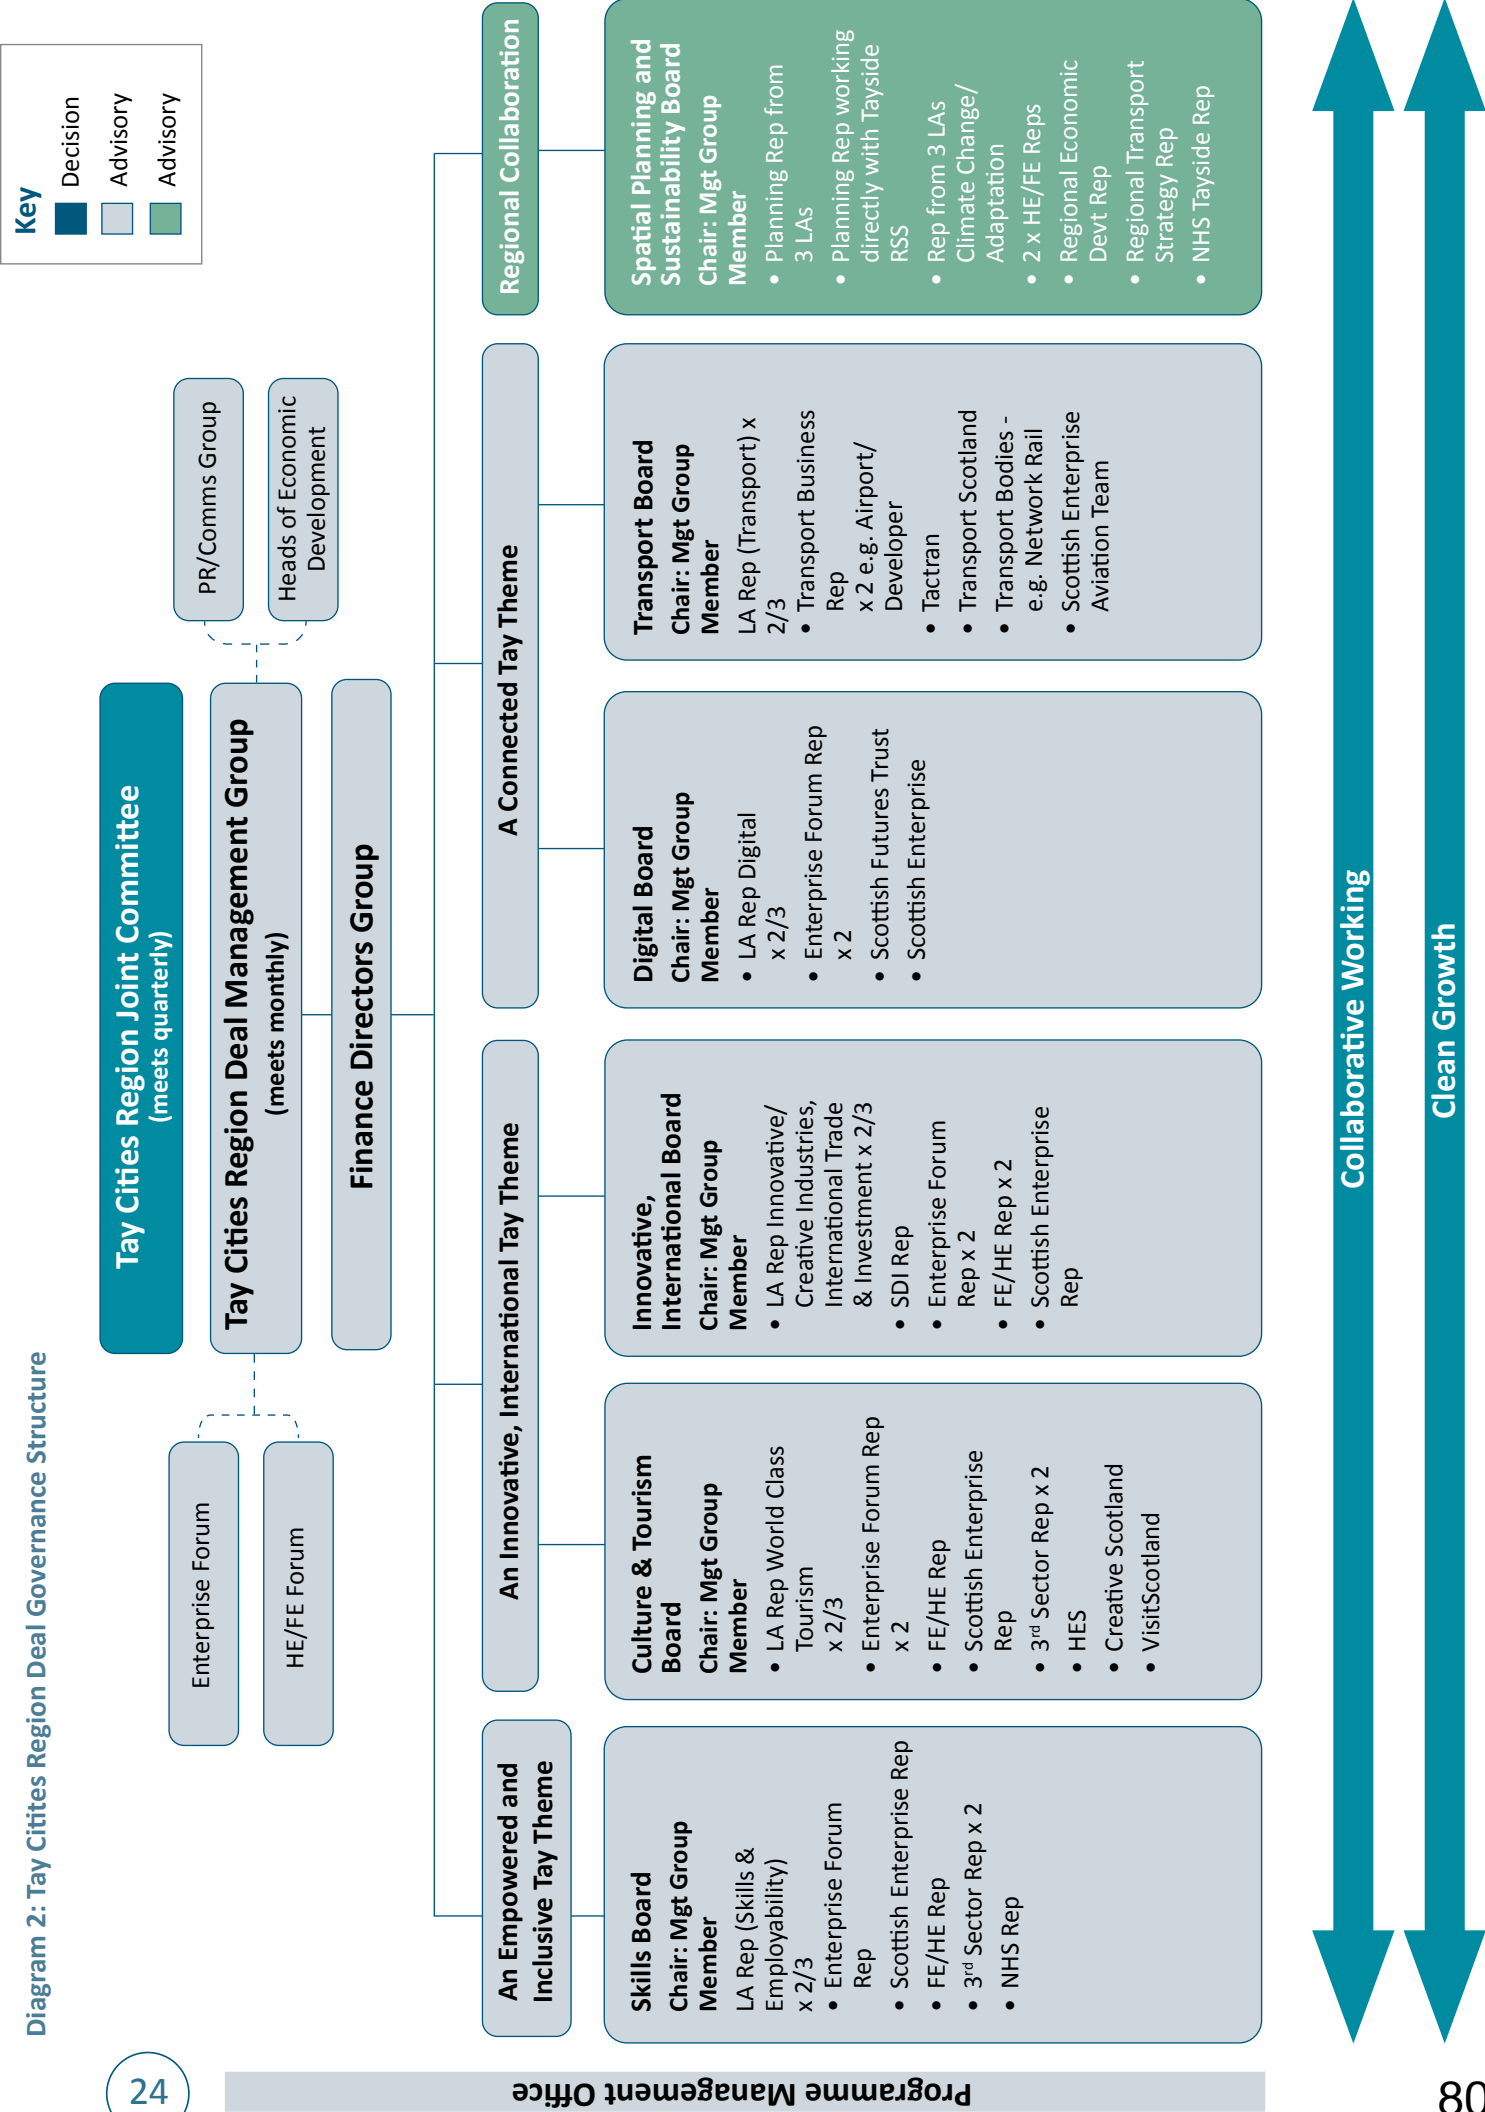 Diagram 2: Tay Citites Region Deal Governance Structure
Key
Decision
Advisory
Advisory
Tay Cities Region Joint Committee
(meets quarterly)
Enterprise Forum
HE/FE Forum
Tay Cities Region Deal Management Group
(meets monthly)
PR/Comms Group
Heads of Economic
Development
Finance Directors Group
An Empowered and
Inclusive Tay Theme
An Innovative, International Tay Theme
A Connected Tay Theme
Regional Collaboration
Skills Board
Chair: Mgt Group
Member
LA Rep (Skills &
Employability)
x 2/3
• Enterprise Forum
Rep
• Scottish Enterprise Rep
• FE/HE Rep
• 3rd Sector Rep x 2
• NHS Rep
Culture & Tourism
Board
Chair: Mgt Group
Member
• LA Rep World Class
Tourism
x 2/3
• Enterprise Forum Rep
x 2
• FE/HE Rep
• Scottish Enterprise
Rep
• 3rd Sector Rep x 2
• HES
• Creative Scotland
• VisitScotland
Innovative,
International Board
Chair: Mgt Group
Member
• LA Rep Innovative/
Creative Industries,
International Trade
& Investment x 2/3
• SDI Rep
• Enterprise Forum
Rep x 2
• FE/HE Rep x 2
• Scottish Enterprise
Rep
Digital Board
Chair: Mgt Group
Member
• LA Rep Digital
x 2/3
• Enterprise Forum Rep
x 2
• Scottish Futures Trust
• Scottish Enterprise
Transport Board
Chair: Mgt Group
Member
LA Rep (Transport) x
2/3
• Transport Business
Rep
x 2 e.g. Airport/
Developer
• Tactran
• Transport Scotland
• Transport Bodies -
e.g. Network Rail
• Scottish Enterprise
Aviation Team
Spatial Planning and
Sustainability Board
Chair: Mgt Group
Member
• Planning Rep from
3 LAs
• Planning Rep working
directly with Tayside
RSS
• Rep from 3 LAs
Climate Change/
Adaptation
• 2 x HE/FE Reps
• Regional Economic
Devt Rep
• Regional Transport
Strategy Rep
• NHS Tayside Rep
Collaborative Working
Clean Growth
Programme Management Office
24
80